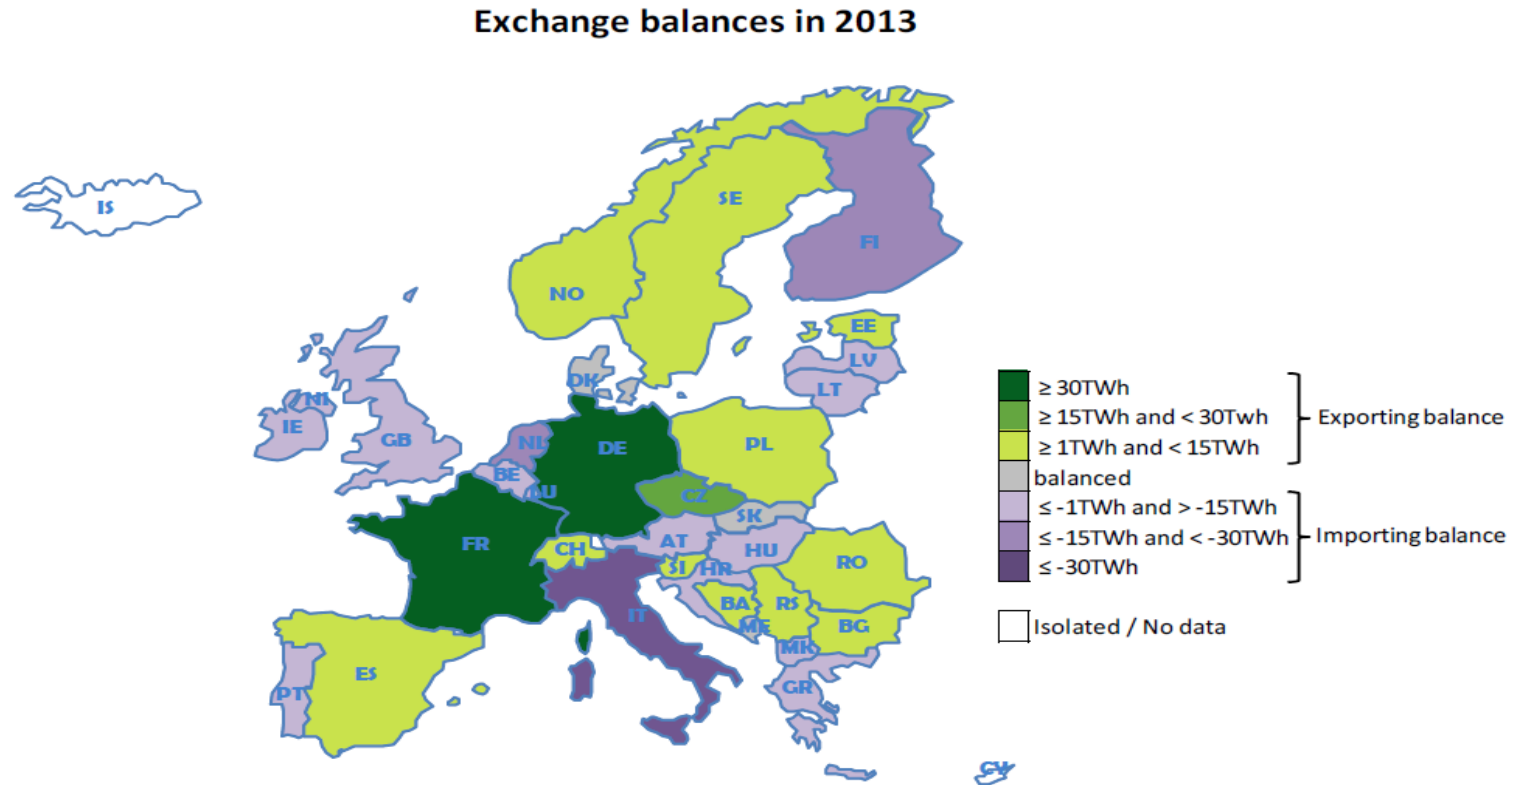 Exchange balances in 2013
IS
SE
FI
NO
EE
LV
LT
DK
NI
IE
GB
NL
DE
PL
BE
LU
CZ
SK
FR
CH
AT
HU
SI
HR
RO
BA
RS
ME
BG
IT
MK
ES
PT
GR
CY
≥ 30TWh
≥ 15TWh and < 30Twh
≥ 1TWh and < 15TWh
Exporting balance
balanced
≤ -1TWh and > -15TWh
≤ -15TWh and < -30TWh
≤ -30TWh
Importing balance
Isolated / No data